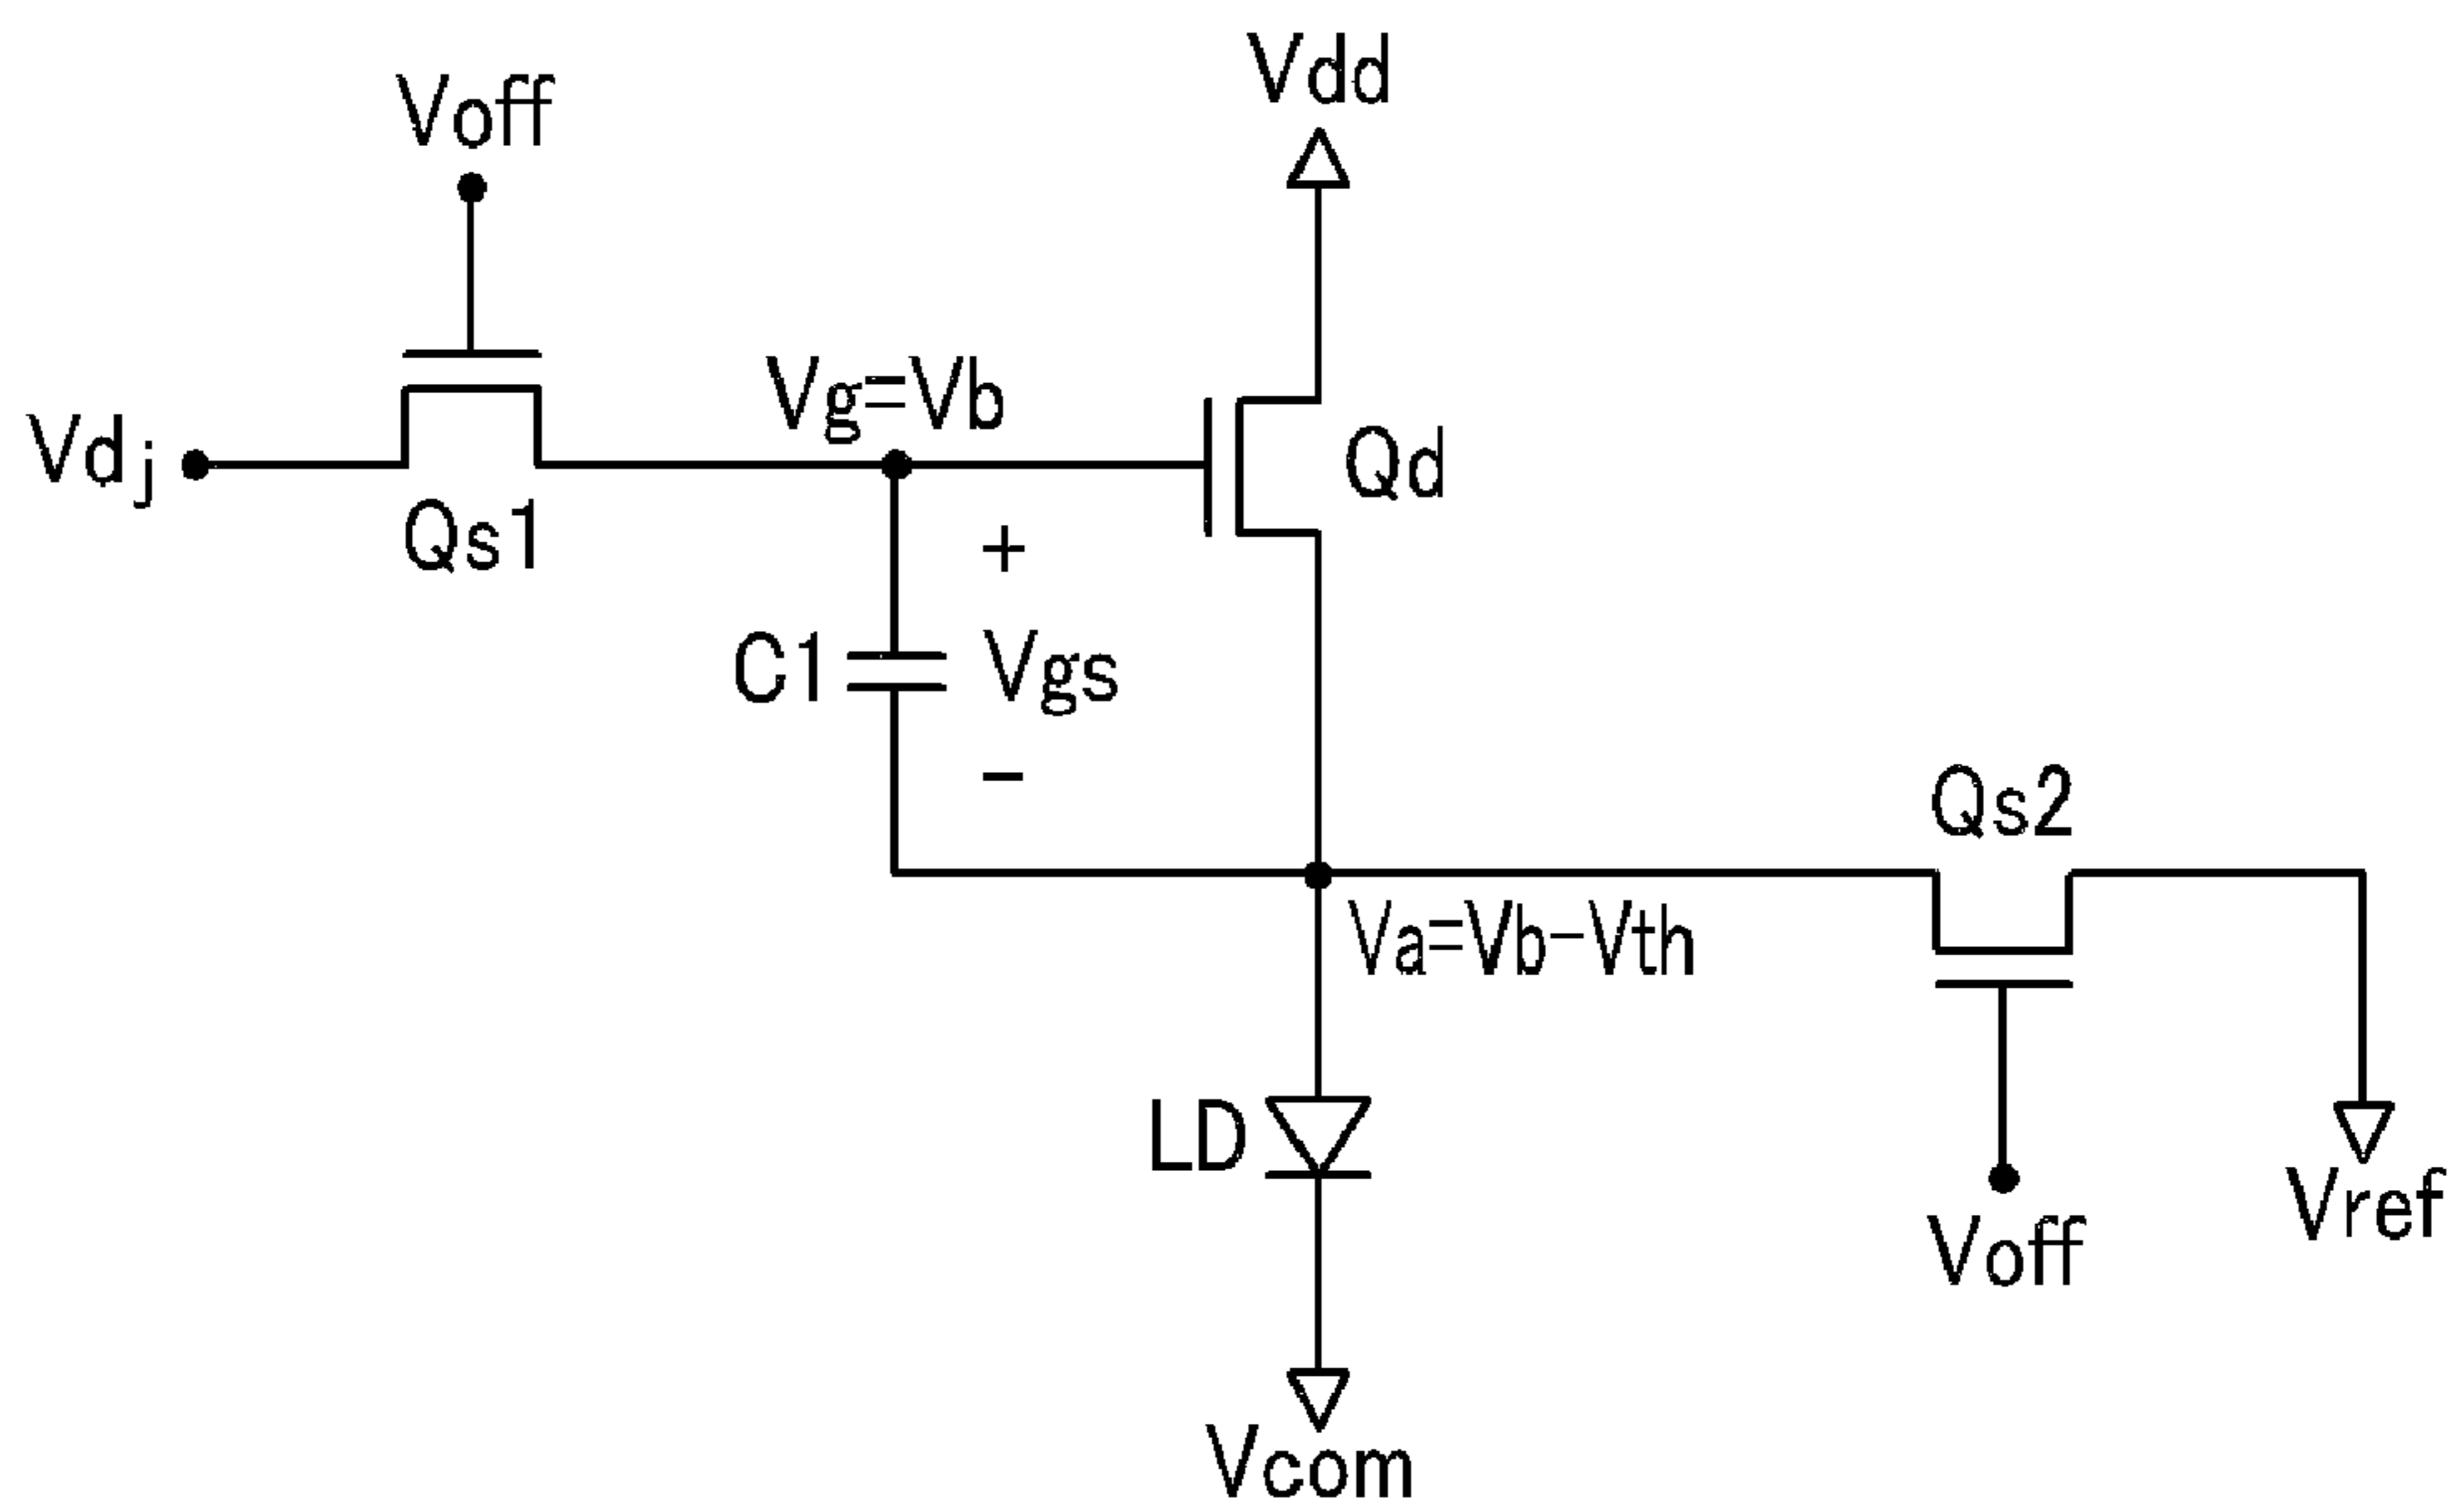 Vdd
Voff
Vg=Vb
Vdj
Qd
Qs1
+
C1
Vgs
−
Qs2
Va=Vb−Vth
LD
Vref
Voff
Vcom